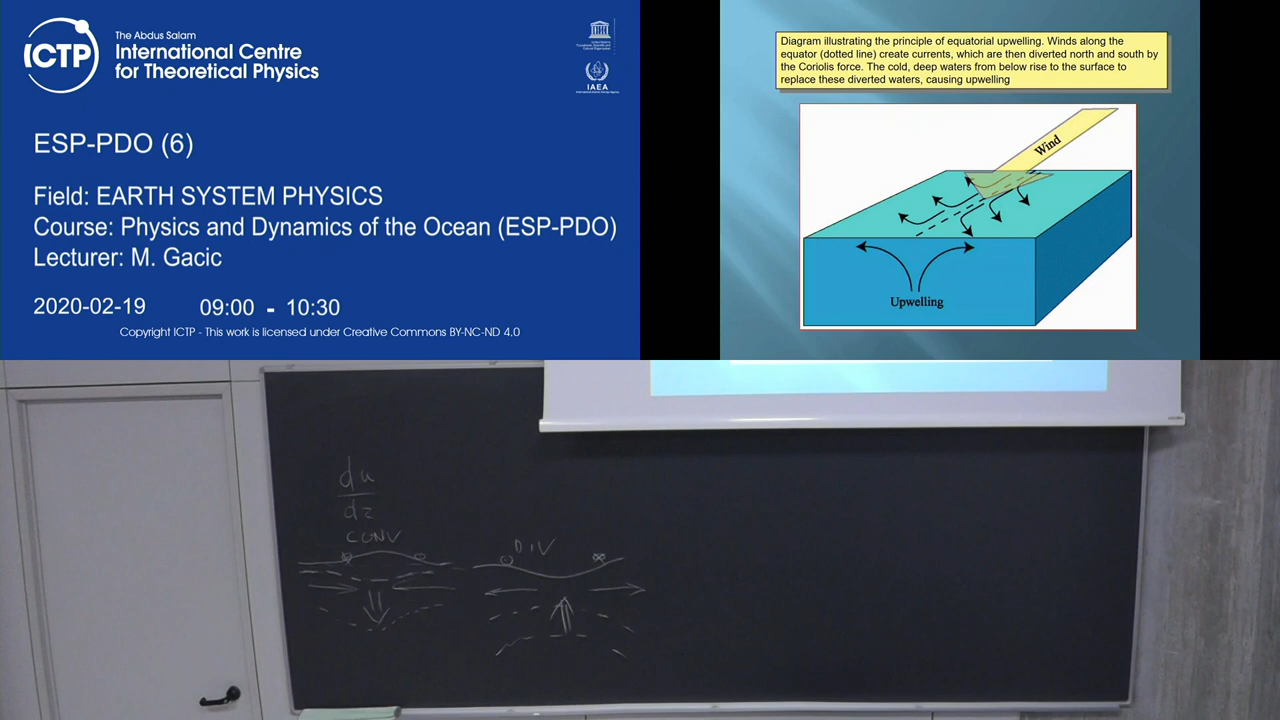 ICTP
The Abdus Salam
International Centre
for Theoretical Physics
IAEA
ESP-PDO (6)
Field: EARTH SYSTEM PHYSICS
Course: Physics and Dynamics of the Ocean (ESP-PDO)
Lecturer: M. Gacic
2020-02-19 09:00 - 10:30
Copyright ICTP - This work is licensed under Creative Commons BY-NC-ND 4.0
Diagram illustrating the principle of equatorial upwelling. Winds along the
equator (dotted line) create currents, which are then diverted north and south by
the Coriolis force. The cold, deep waters from below rise to the surface to
replace these diverted waters, causing upwelling
Wind
Upwelling
du
dz
CONV
DIV